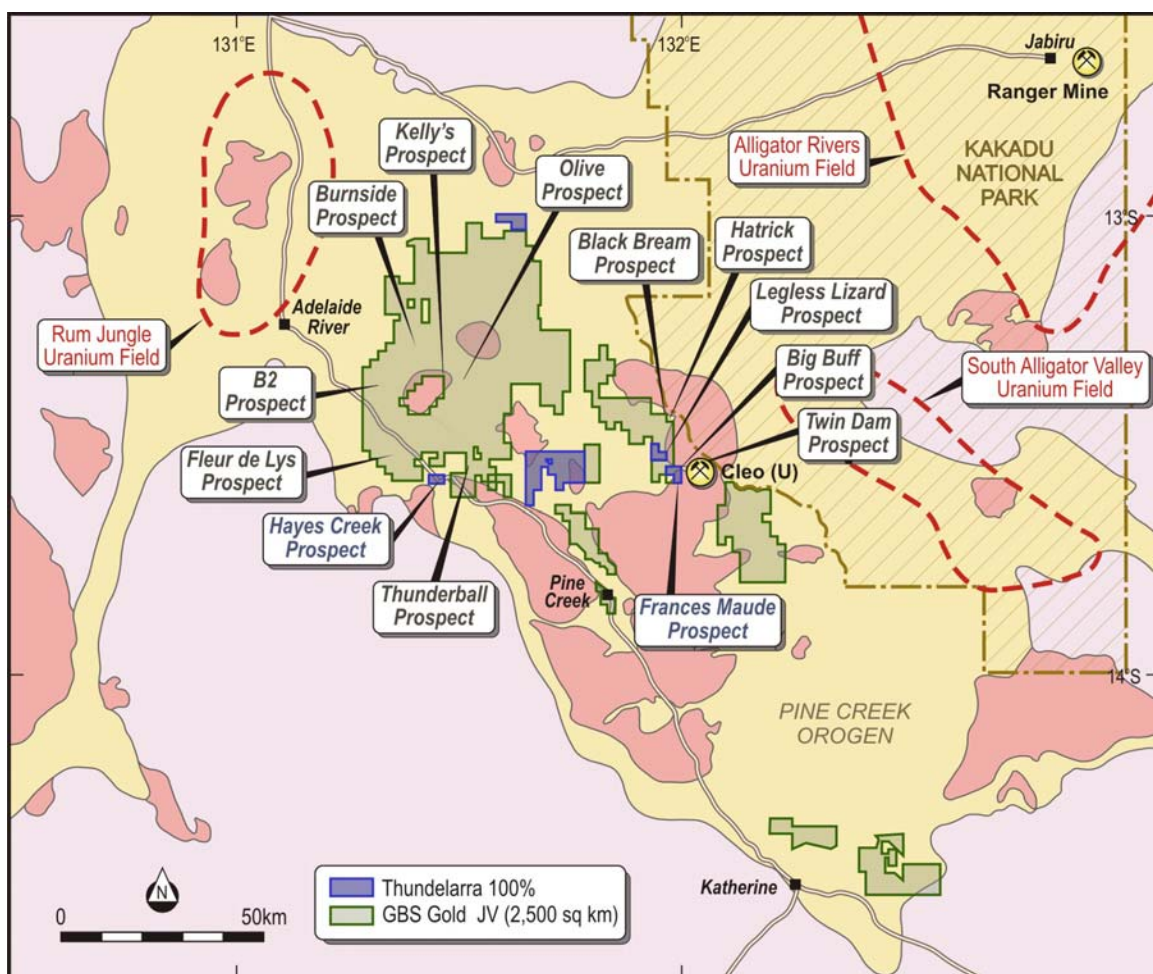 131°E
132°E
Jabiru
Ranger Mine
Kelly's
Prospect
Olive
Prospect
Alligator Rivers
Uranium Field
KAKADU
NATIONAL
PARK
Burnside
Prospect
13°S
Black Bream
Prospect
Hatrick
Prospect
Legless Lizard
Prospect
Adelaide
River
Rum Jungle
Uranium Field
Big Buff
Prospect
South Alligator Valley
Uranium Field
B2
Prospect
Twin Dam
Prospect
Fleur de Lys
Prospect
Cleo (U)
Hayes Creek
Prospect
Thunderball
Prospect
Pine
Creek
Frances Maude
Prospect
14°S
PINE CREEK
OROGEN
N
0
50km
Thundelarra 100%
GBS Gold JV (2,500 sq km)
Katherine